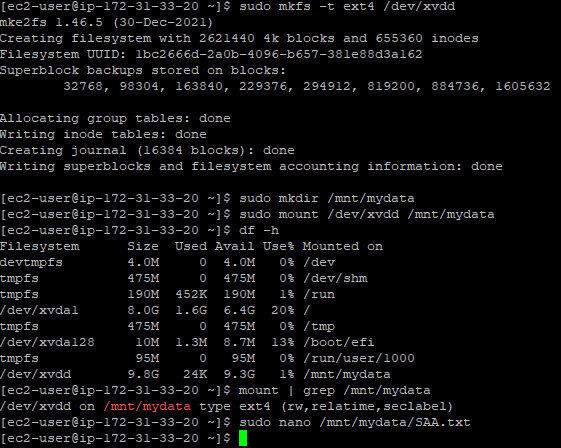 [ec2-user@ip-172-31-33-20 ~]$ sudo mkfs -t ext4 /dev/xvdd
mke2fs 1.46.5 (30-Dec-2021)
Creating filesystem with 2621440 4k blocks and 655360 inodes
Filesystem UUID: 1bc2666d-2a0b-4096-b657-381e88d3a162
Superblock backups stored on blocks:
        32768, 98304, 163840, 229376, 294912, 819200, 884736, 1605632

Allocating group tables: done
Writing inode tables: done
Creating journal (16384 blocks): done
Writing superblocks and filesystem accounting information: done

[ec2-user@ip-172-31-33-20 ~]$ sudo mkdir /mnt/mydata
[ec2-user@ip-172-31-33-20 ~]$ sudo mount /dev/xvdd /mnt/mydata
[ec2-user@ip-172-31-33-20 ~]$ df -h
Filesystem      Size  Used Avail Use% Mounted on
devtmpfs        4.0M     0  4.0M   0% /dev
tmpfs           475M     0  475M   0% /dev/shm
tmpfs           190M  452K  190M   1% /run
/dev/xvda1      8.0G  1.6G  6.4G  20% /
tmpfs           475M     0  475M   0% /tmp
/dev/xvda128     10M  1.3M  8.7M  13% /boot/efi
tmpfs            95M     0   95M   0% /run/user/1000
/dev/xvdd       9.8G   24K  9.3G   1% /mnt/mydata
[ec2-user@ip-172-31-33-20 ~]$ mount | grep /mnt/mydata
/dev/xvdd on /mnt/mydata type ext4 (rw,relatime,seclabel)
[ec2-user@ip-172-31-33-20 ~]$ sudo nano /mnt/mydata/SAA.txt
[ec2-user@ip-172-31-33-20 ~]$